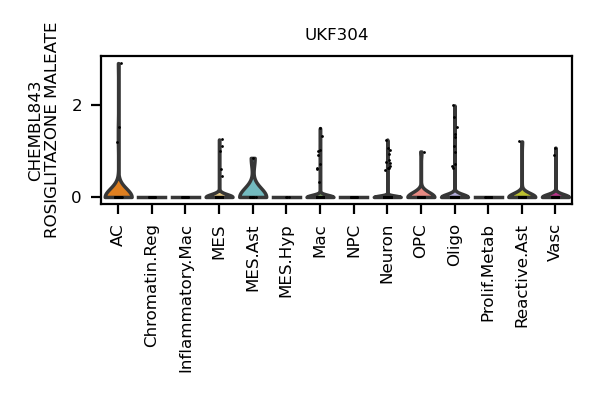 UKF304
CHEMBL843
ROSIGLITAZONE MALEATE
2
0
AC
Chromatin.Reg
Inflammatory.Mac
MES
MES.Ast
MES.Hyp
Mac
NPC
Neuron
OPC
Oligo
Prolif.Metab
Reactive.Ast
Vasc